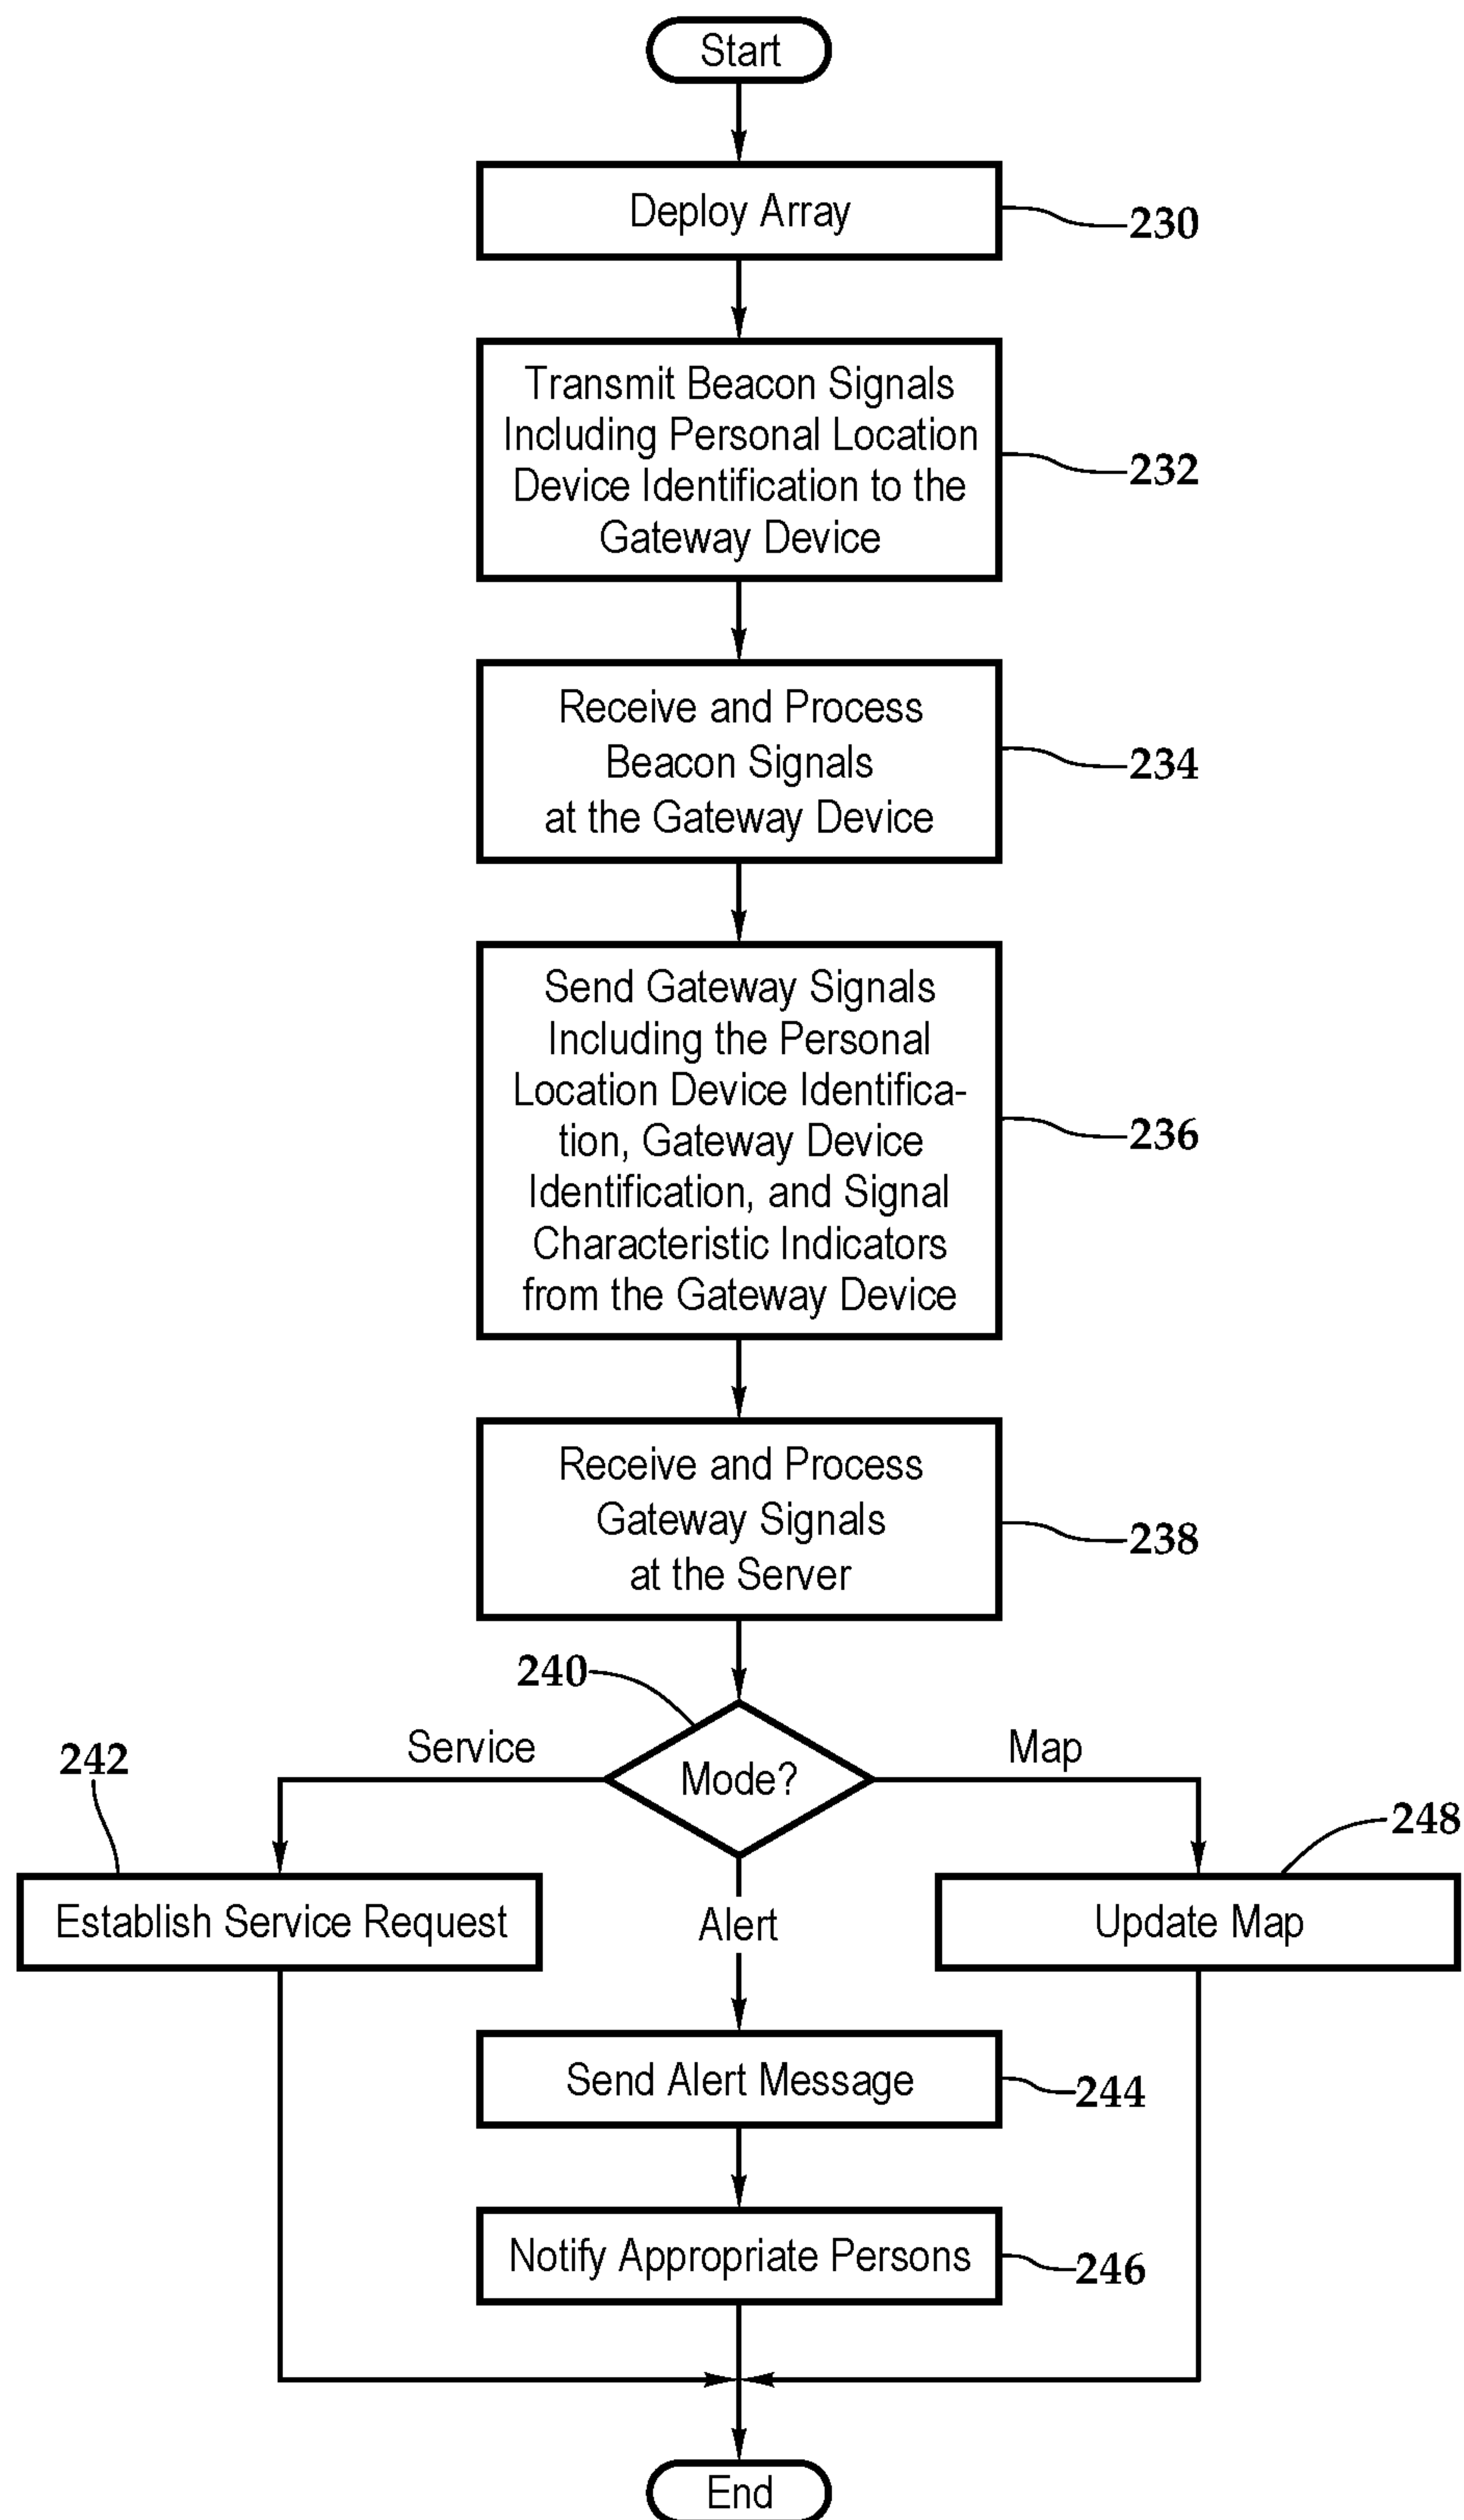 Start
Deploy Array
230
Transmit Beacon Signals
Including Personal Location
Device Identification to the
Gateway Device
232
Receive and Process
Beacon Signals
at the Gateway Device
234
Send Gateway Signals
Including the Personal
Location Device Identifica-
tion, Gateway Device
Identification, and Signal
Characteristic Indicators
from the Gateway Device
236
Receive and Process
Gateway Signals
at the Server
238
240
Mode?
Service
Map
242
Establish Service Request
Alert
248
Update Map
Send Alert Message
244
Notify Appropriate Persons
246
End